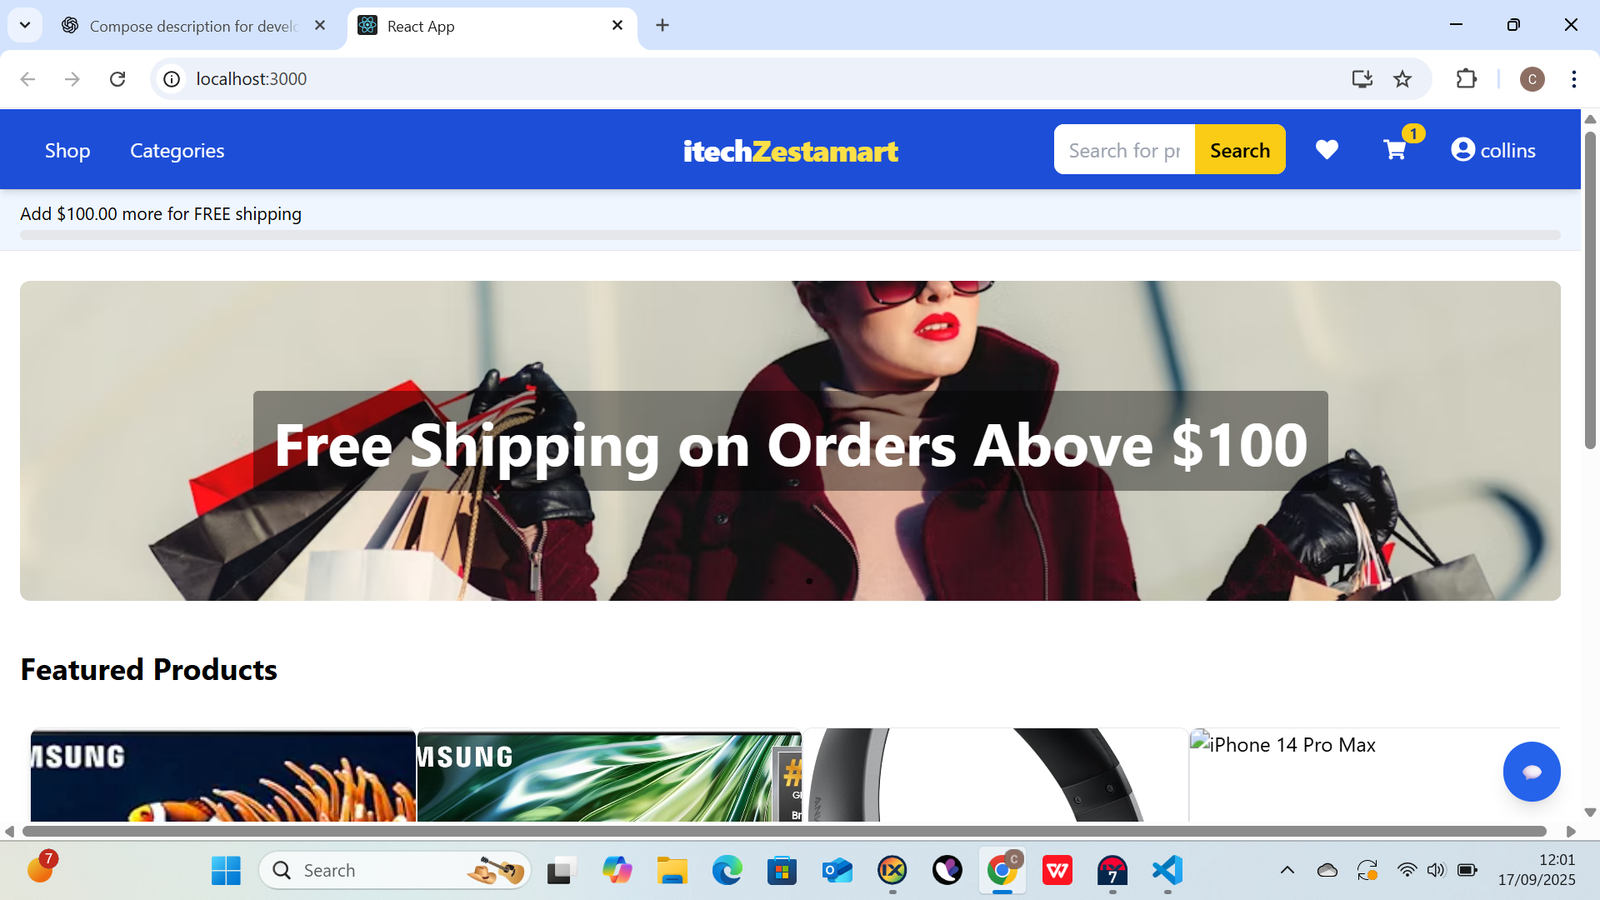 Compose description for develo
React App
localhost:3000
C
Shop
Categories
itechZestamart
Search for pr
Search
1
collins
Add $100.00 more for FREE shipping
Free Shipping on Orders Above $100
Featured Products
MSUNG
MSUNG
#
iPhone 14 Pro Max
7
Search
12:01
17/09/2025